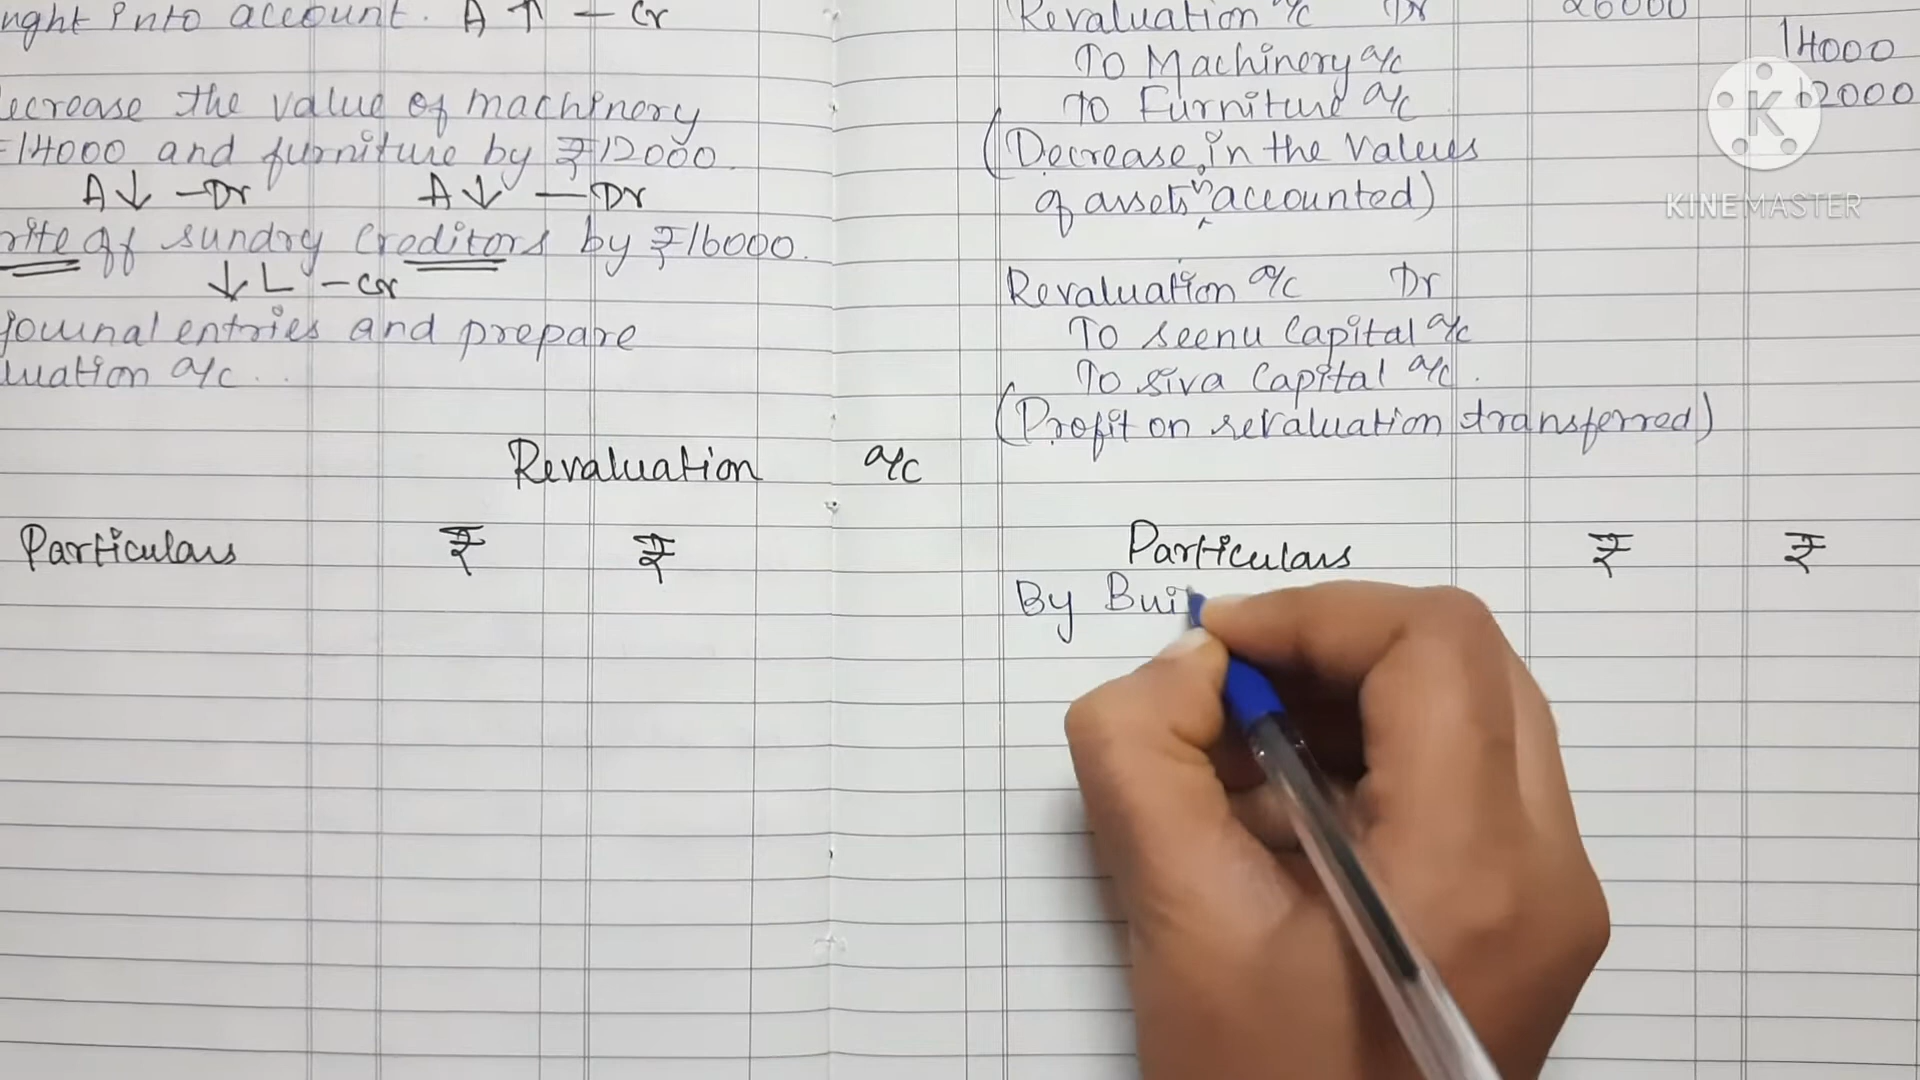 ught into account. A ↑ — Cr
ecrease the value of machinery
14000 and furniture by ₹12000.
A ↓ — Dr A ↓ — Dr
rite of sundry creditors by ₹16000.
↓ L — Cr
journal entries and prepare
luation a/c.
Revaluation a/c Dr 26000
To Machinery a/c 14000
To Furniture a/c 12000
(Decrease in the values
of assets accounted)
Revaluation a/c Dr
To seenu Capital a/c
To siva Capital a/c.
(Profit on revaluation transferred)
Revaluation a/c
Particulars ₹ ₹ Particulars ₹ ₹
By Bui
K
KINEMASTER